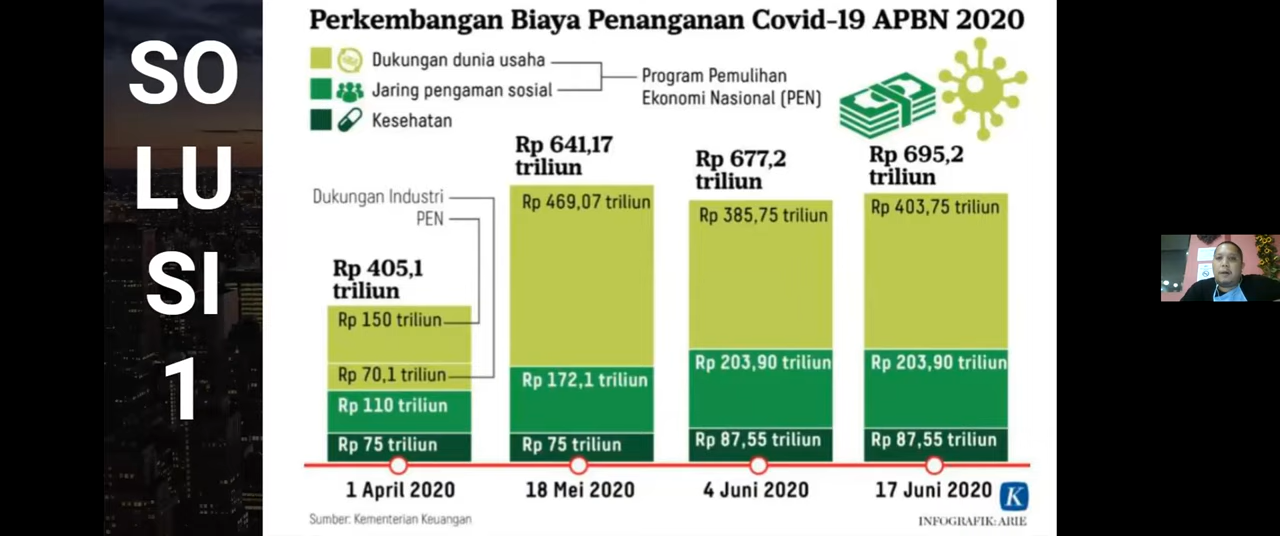 SO
LU
SI
1
Perkembangan Biaya Penanganan Covid-19 APBN 2020
Dukungan dunia usaha
Jaring pengaman sosial
Kesehatan
Program Pemulihan
Ekonomi Nasional (PEN)
Dukungan Industri
PEN
Rp 405,1
triliun
Rp 150 triliun
Rp 70,1 triliun
Rp 110 triliun
Rp 75 triliun
1 April 2020
Rp 641,17
triliun
Rp 469,07 triliun
Rp 172,1 triliun
Rp 75 triliun
18 Mei 2020
Rp 677,2
triliun
Rp 385,75 triliun
Rp 203,90 triliun
Rp 87,55 triliun
4 Juni 2020
Rp 695,2
triliun
Rp 403,75 triliun
Rp 203,90 triliun
Rp 87,55 triliun
17 Juni 2020
K
Sumber: Kementerian Keuangan
INFOGRAFIK: ARIE